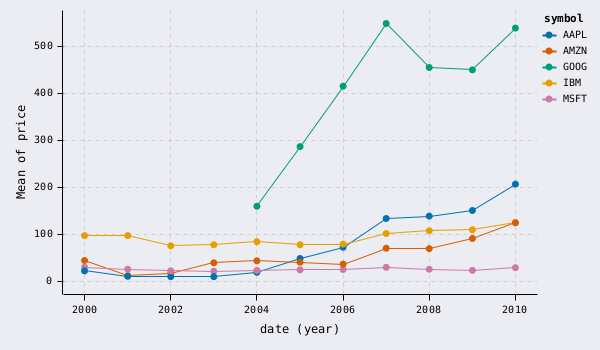 symbol
AAPL
AMZN
GOOG
IBM
MSFT
Mean of price
500
400
300
200
100
0
2000 2002 2004 2006 2008 2010
date (year)